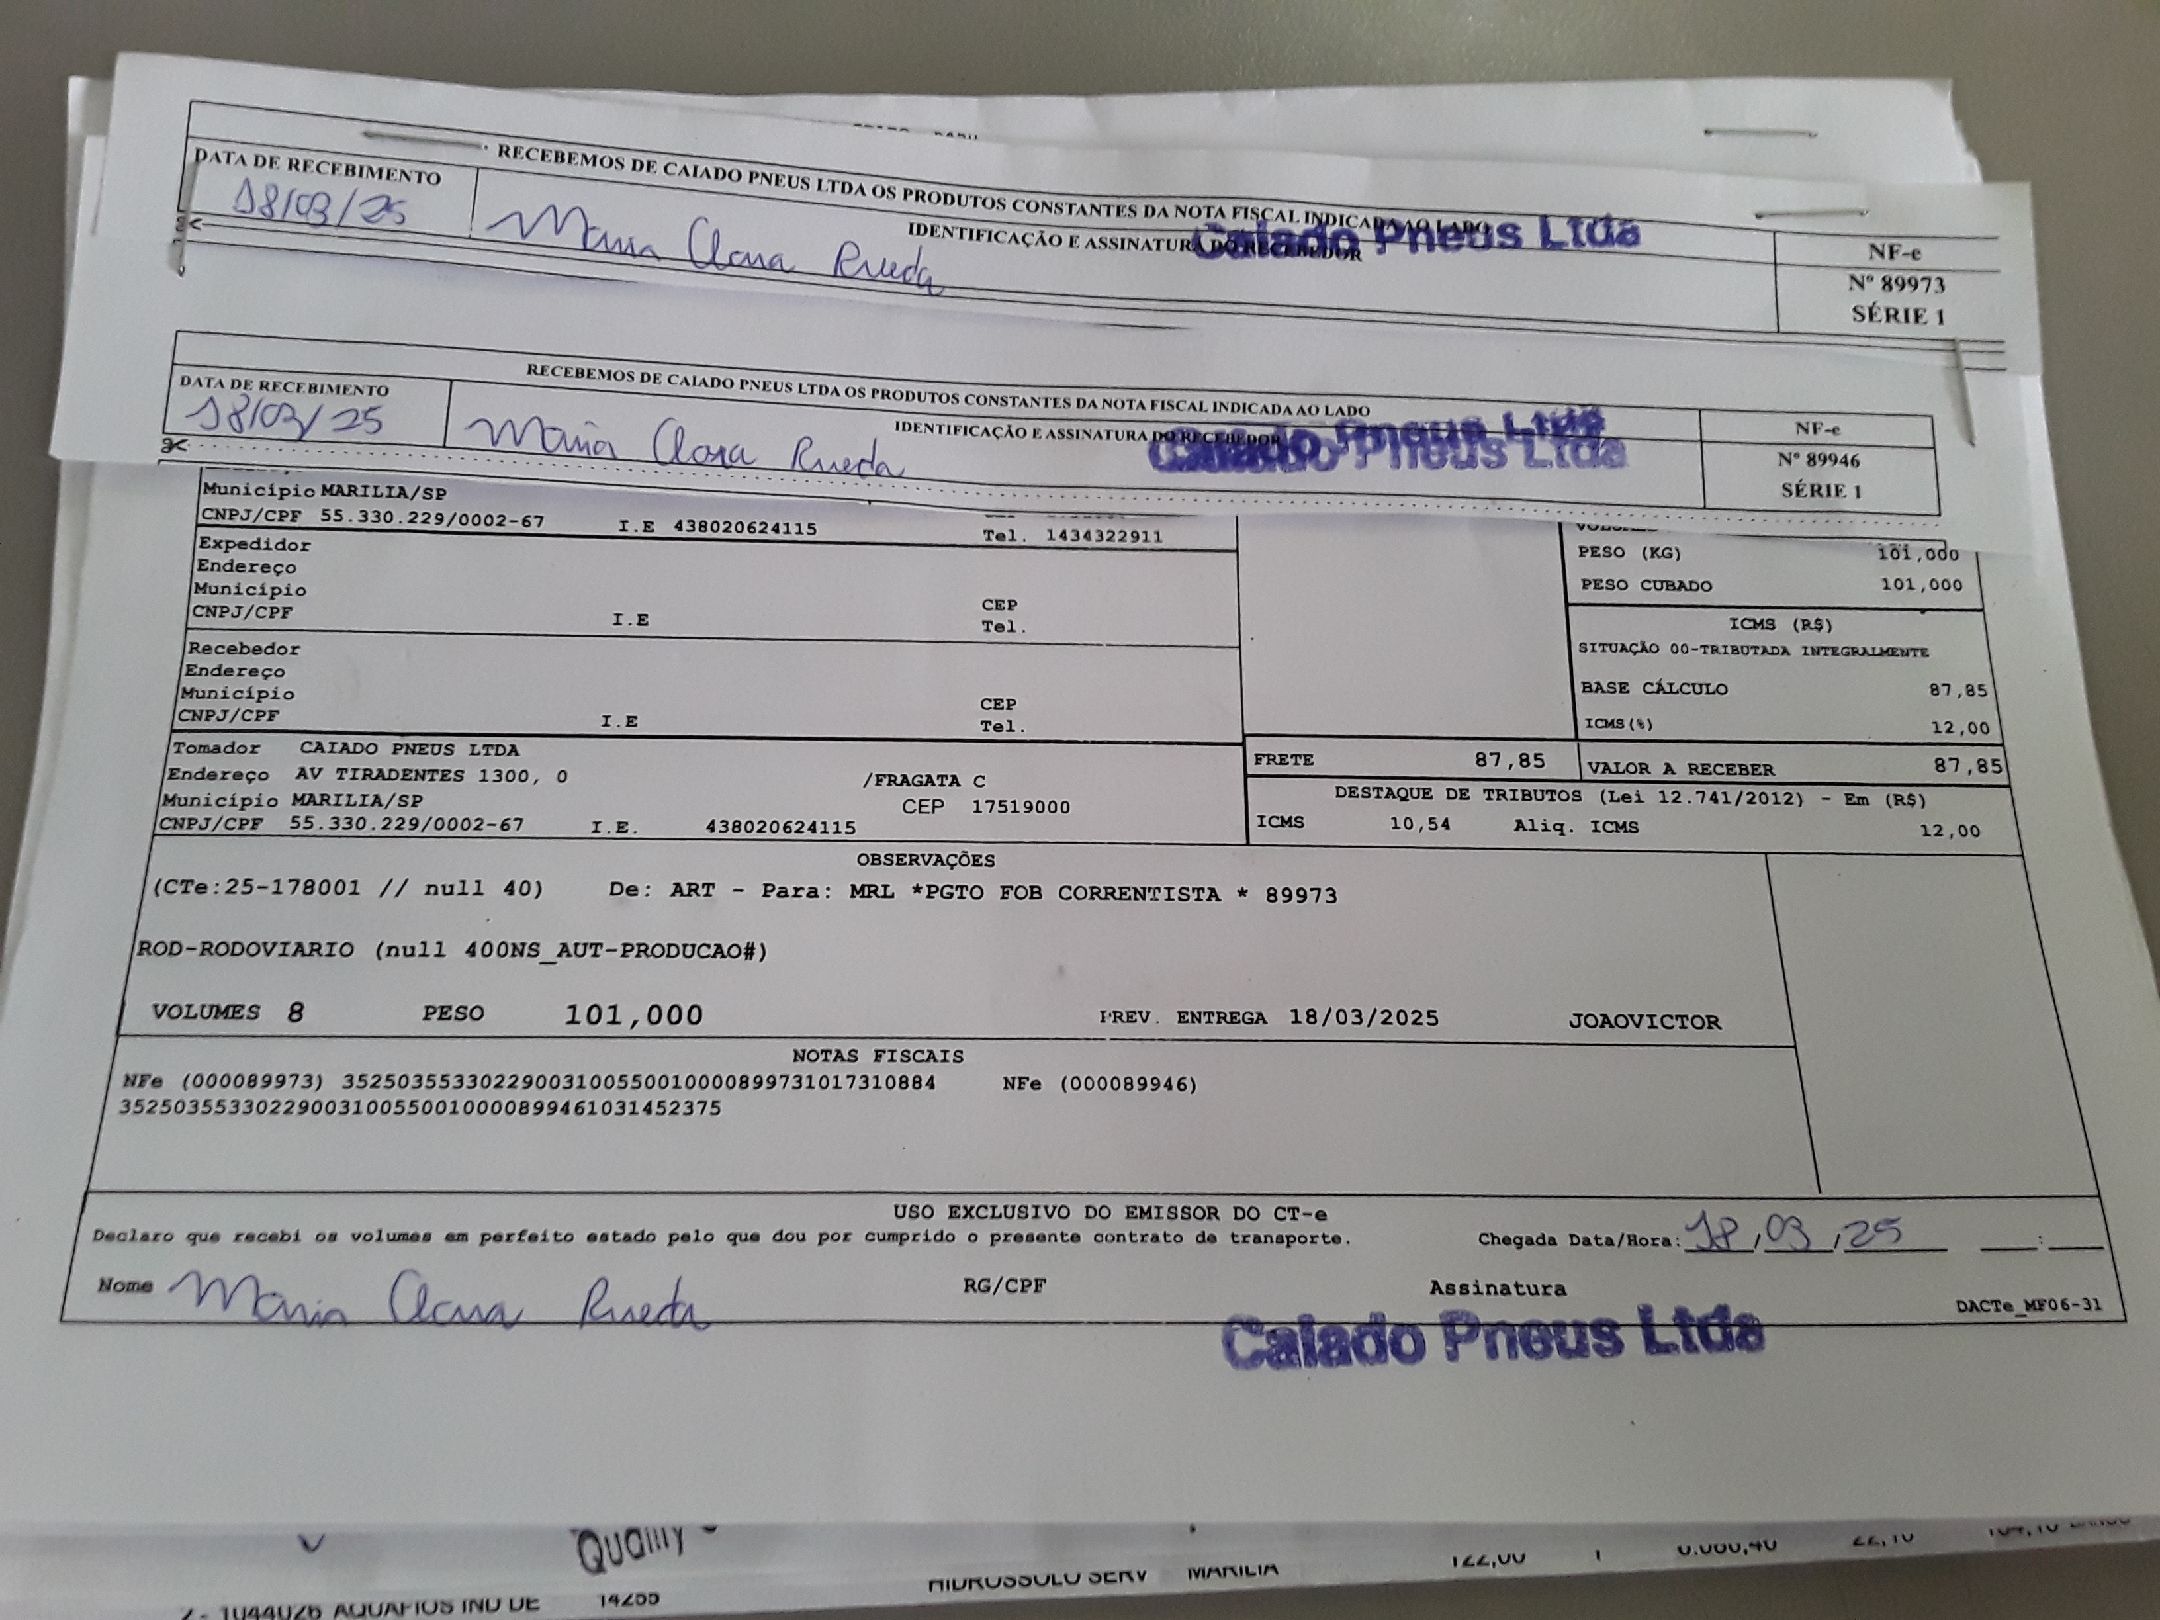 RECEBEMOS DE CAIADO PNEUS LTDA OS PRODUTOS CONSTANTES DA NOTA FISCAL INDICADA AO LADO
DATA DE RECEBIMENTO
18/03/25
IDENTIFICAÇÃO E ASSINATURA DO RECEBEDOR
Maria Clara Rueda
Caiado Pneus Ltda
NF-e
Nº 89973
SÉRIE 1
RECEBEMOS DE CAIADO PNEUS LTDA OS PRODUTOS CONSTANTES DA NOTA FISCAL INDICADA AO LADO
DATA DE RECEBIMENTO
18/03/25
IDENTIFICAÇÃO E ASSINATURA DO RECEBEDOR
Maria Clara Rueda
Caiado Pneus Ltda
NF-e
Nº 89946
SÉRIE 1
Município MARILIA/SP
CNPJ/CPF 55.330.229/0002-67 I.E 438020624115 Tel. 1434322911
Expedidor
Endereço
Município CEP
CNPJ/CPF I.E Tel.
Recebedor
Endereço
Município CEP
CNPJ/CPF I.E Tel.
PESO (KG) 101,000
PESO CUBADO 101,000
ICMS (R$)
SITUAÇÃO 00-TRIBUTADA INTEGRALMENTE
BASE CÁLCULO 87,85
ICMS(%) 12,00
Tomador CAIADO PNEUS LTDA
Endereço AV TIRADENTES 1300, 0 /FRAGATA C
Município MARILIA/SP CEP 17519000
CNPJ/CPF 55.330.229/0002-67 I.E. 438020624115
FRETE 87,85 VALOR A RECEBER 87,85
DESTAQUE DE TRIBUTOS (Lei 12.741/2012) - Em (R$)
ICMS 10,54 Aliq. ICMS 12,00
OBSERVAÇÕES
(CTe:25-178001 // null 40) De: ART - Para: MRL *PGTO FOB CORRENTISTA * 89973
ROD-RODOVIARIO (null 400NS_AUT-PRODUCAO#)
VOLUMES 8 PESO 101,000 PREV. ENTREGA 18/03/2025 JOAOVICTOR
NOTAS FISCAIS
NFe (000089973) 35250355330229003100550010000899731017310884 NFe (000089946)
35250355330229003100550010000899461031452375
USO EXCLUSIVO DO EMISSOR DO CT-e
Declaro que recebi os volumes em perfeito estado pelo que dou por cumprido o presente contrato de transporte. Chegada Data/Hora: 18/03/25 __:__
Nome Maria Clara Rueda RG/CPF Assinatura
DACTe_MF06-31
Caiado Pneus Ltda
Quality
HIDROSSOLO SERV MARILIA 122,00